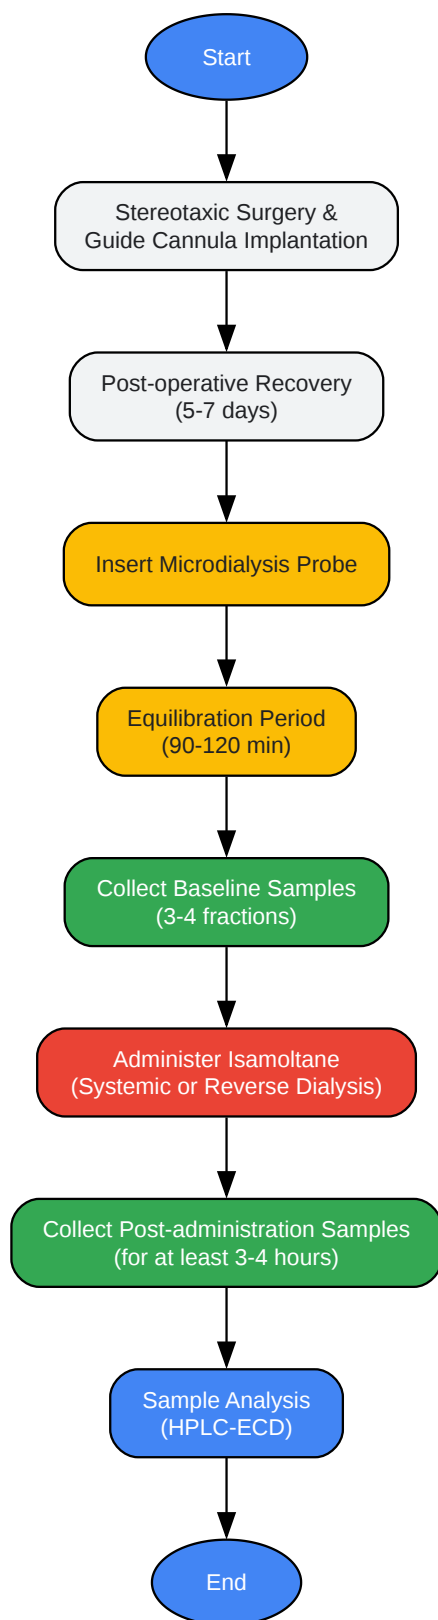 Start
Stereotaxic Surgery &
Guide Cannula Implantation
Post-operative Recovery
(5-7 days)
Insert Microdialysis Probe
Equilibration Period
(90-120 min)
Collect Baseline Samples
(3-4 fractions)
Administer Isamoltane
(Systemic or Reverse Dialysis)
Collect Post-administration Samples
(for at least 3-4 hours)
Sample Analysis
(HPLC-ECD)
End